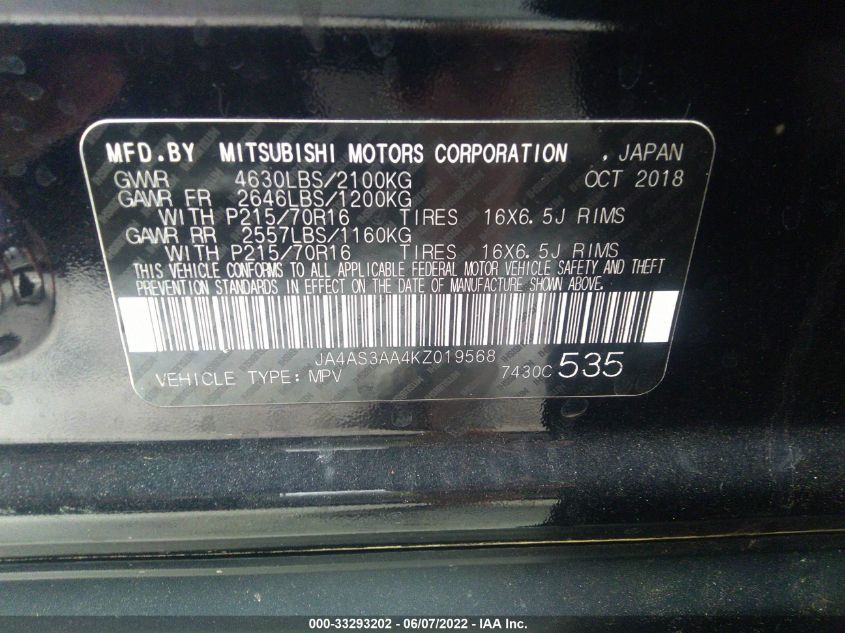 MFD.BY MITSUBISHI MOTORS CORPORATION , JAPAN
GVWR 4630LBS/2100KG OCT 2018
GAWR FR 2646LBS/1200KG
WITH P215/70R16 TIRES 16X6.5J RIMS
GAWR RR 2557LBS/1160KG
WITH P215/70R16 TIRES 16X6.5J RIMS
THIS VEHICLE CONFORMS TO ALL APPLICABLE FEDERAL MOTOR VEHICLE SAFETY AND THEFT
PREVENTION STANDARDS IN EFFECT ON THE DATE OF MANUFACTURE SHOWN ABOVE.
JA4AS3AA4KZ019568
VEHICLE TYPE: MPV 7430C 535
000-33293202 - 06/07/2022 - IAA Inc.